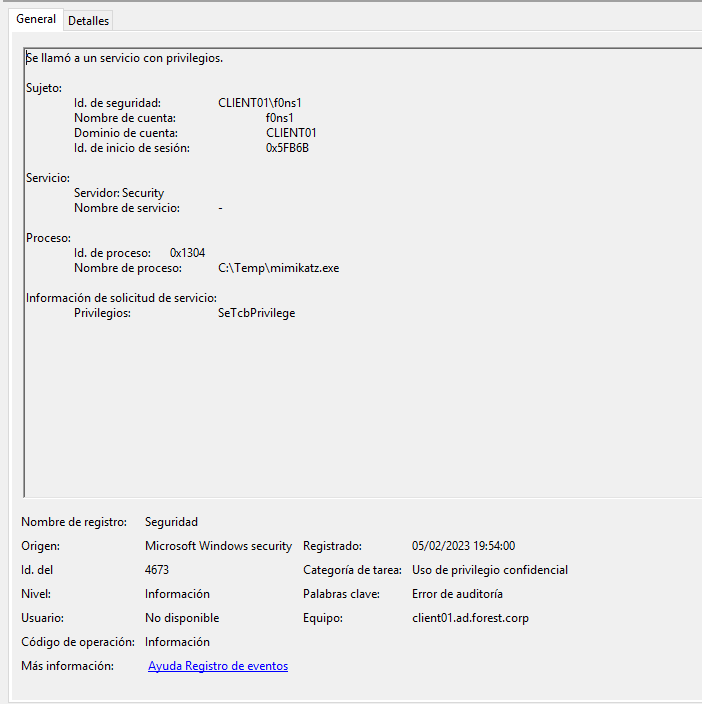 General
Detalles
Se llamó a un servicio con privilegios.
Sujeto:
Id. de seguridad: CLIENT01\f0ns1
Nombre de cuenta: f0ns1
Dominio de cuenta: CLIENT01
Id. de inicio de sesión: 0x5FB6B
Servicio:
Servidor: Security
Nombre de servicio: -
Proceso:
Id. de proceso: 0x1304
Nombre de proceso: C:\Temp\mimikatz.exe
Información de solicitud de servicio:
Privilegios: SeTcbPrivilege
Nombre de registro: Seguridad
Origen: Microsoft Windows security Registrado: 05/02/2023 19:54:00
Id. del 4673 Categoría de tarea: Uso de privilegio confidencial
Nivel: Información Palabras clave: Error de auditoría
Usuario: No disponible Equipo: client01.ad.forest.corp
Código de operación: Información
Más información: Ayuda Registro de eventos